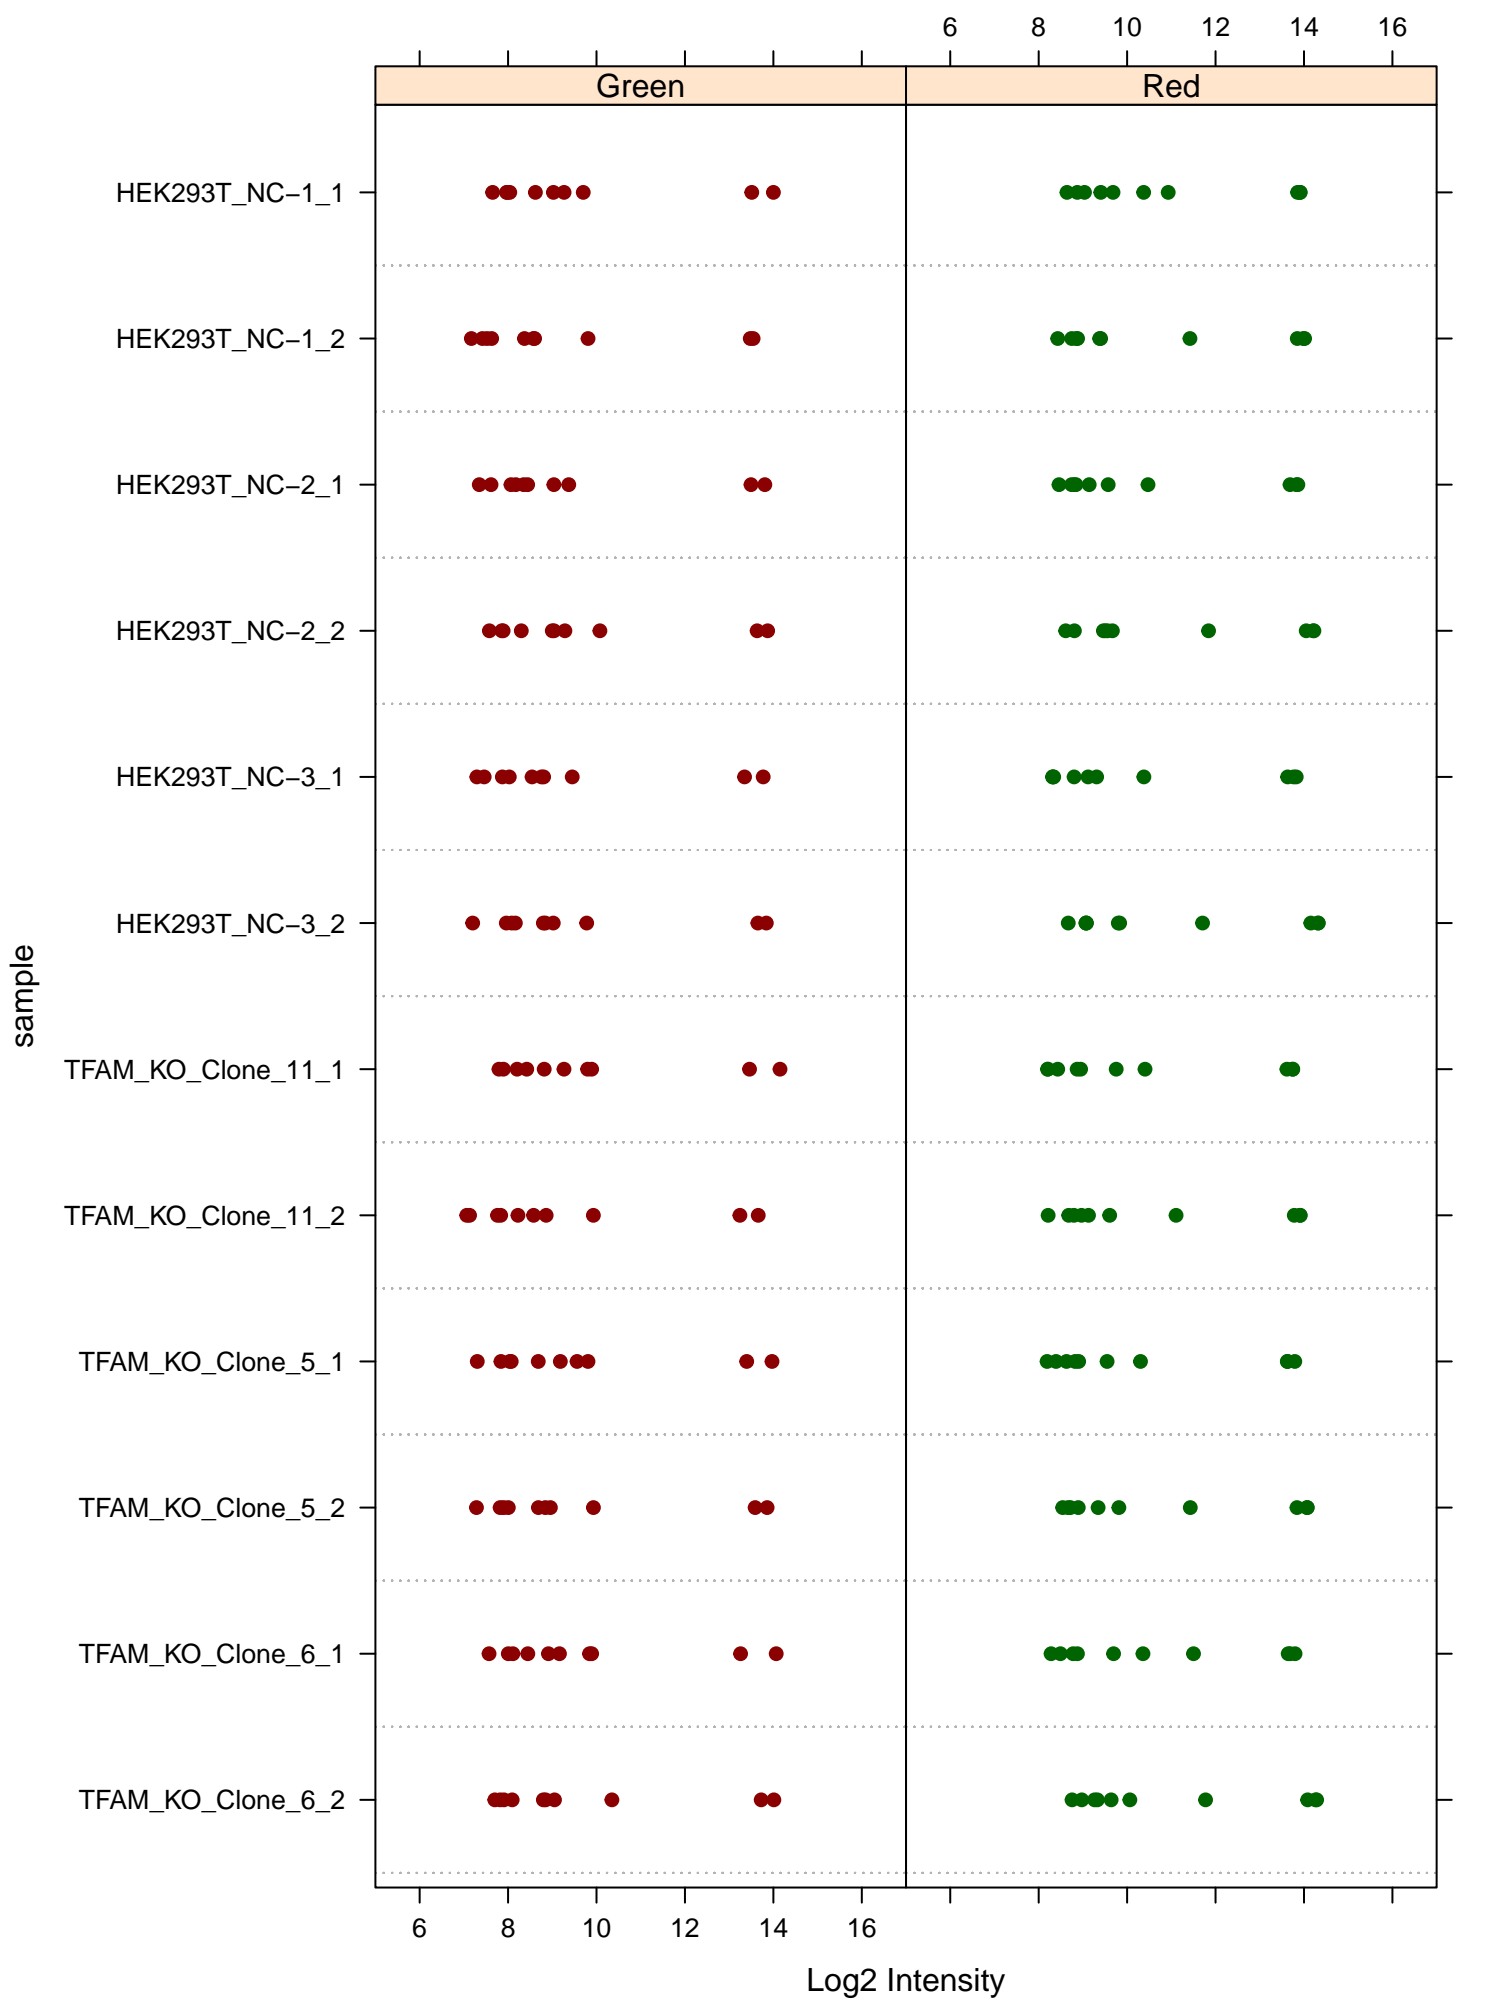 6 8 10 12 14 16
Green Red
HEK293T_NC−1_1
HEK293T_NC−1_2
HEK293T_NC−2_1
HEK293T_NC−2_2
HEK293T_NC−3_1
HEK293T_NC−3_2
sample
TFAM_KO_Clone_11_1
TFAM_KO_Clone_11_2
TFAM_KO_Clone_5_1
TFAM_KO_Clone_5_2
TFAM_KO_Clone_6_1
TFAM_KO_Clone_6_2
6 8 10 12 14 16
Log2 Intensity